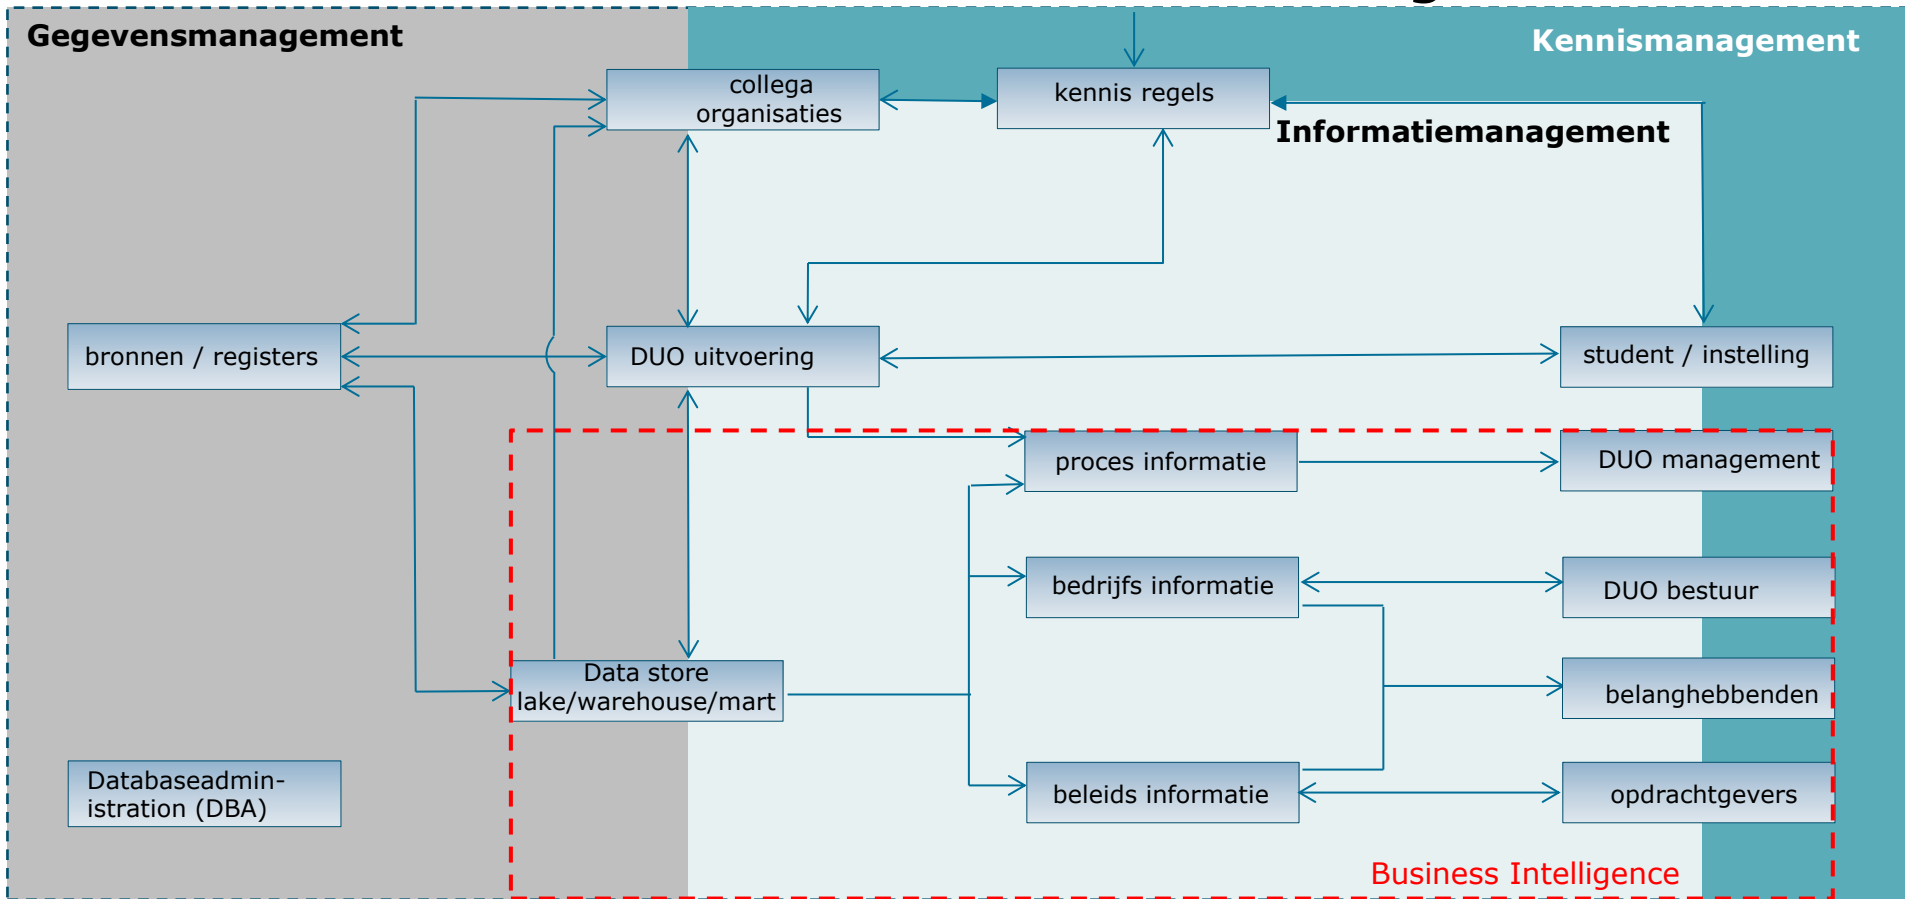 Gegevensmanagement
Kennismanagement
collega
organisaties
kennis regels
Informatiemanagement
bronnen / registers
DUO uitvoering
student / instelling
proces informatie
DUO management
bedrijfs informatie
DUO bestuur
Data store
lake/warehouse/mart
belanghebbenden
Databaseadmin-
istration (DBA)
beleids informatie
opdrachtgevers
Business Intelligence